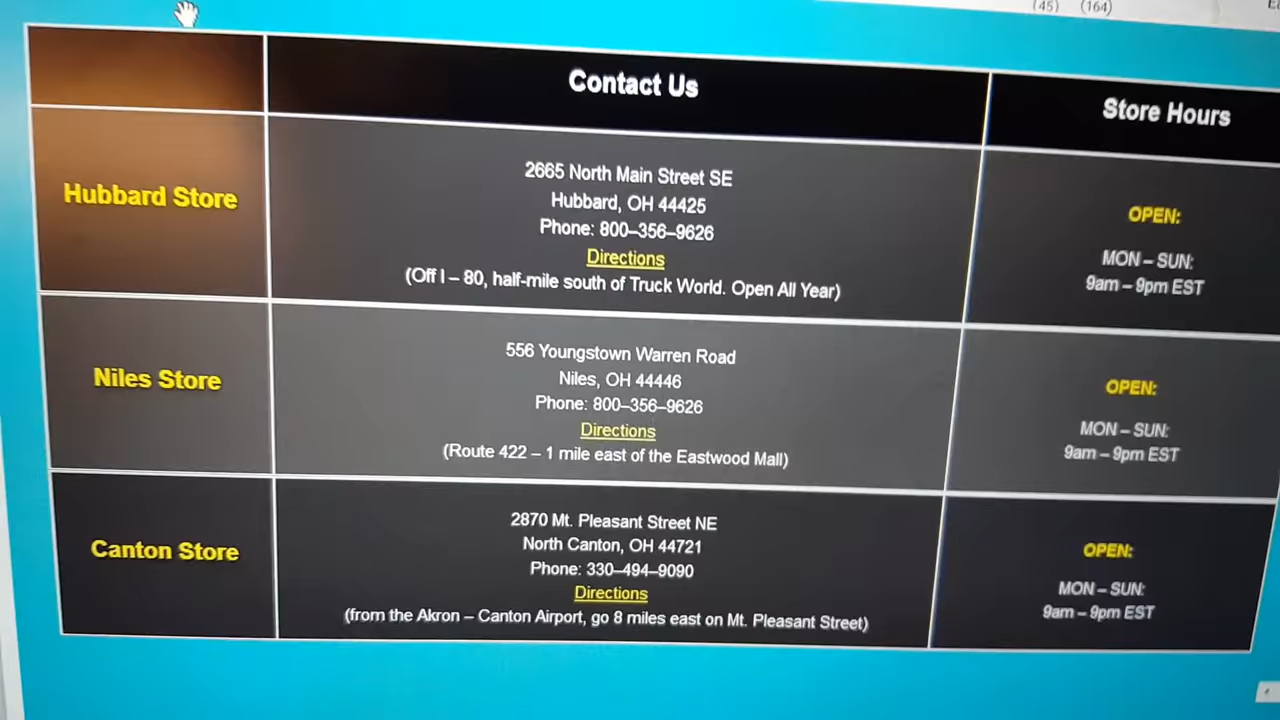 (45) (164)
Contact Us
Store Hours
Hubbard Store
2665 North Main Street SE
Hubbard, OH 44425
Phone: 800–356–9626
Directions
(Off I – 80, half-mile south of Truck World. Open All Year)
OPEN:
MON – SUN:
9am – 9pm EST
Niles Store
556 Youngstown Warren Road
Niles, OH 44446
Phone: 800–356–9626
Directions
(Route 422 – 1 mile east of the Eastwood Mall)
OPEN:
MON – SUN:
9am – 9pm EST
Canton Store
2870 Mt. Pleasant Street NE
North Canton, OH 44721
Phone: 330–494–9090
Directions
(from the Akron – Canton Airport, go 8 miles east on Mt. Pleasant Street)
OPEN:
MON – SUN:
9am – 9pm EST